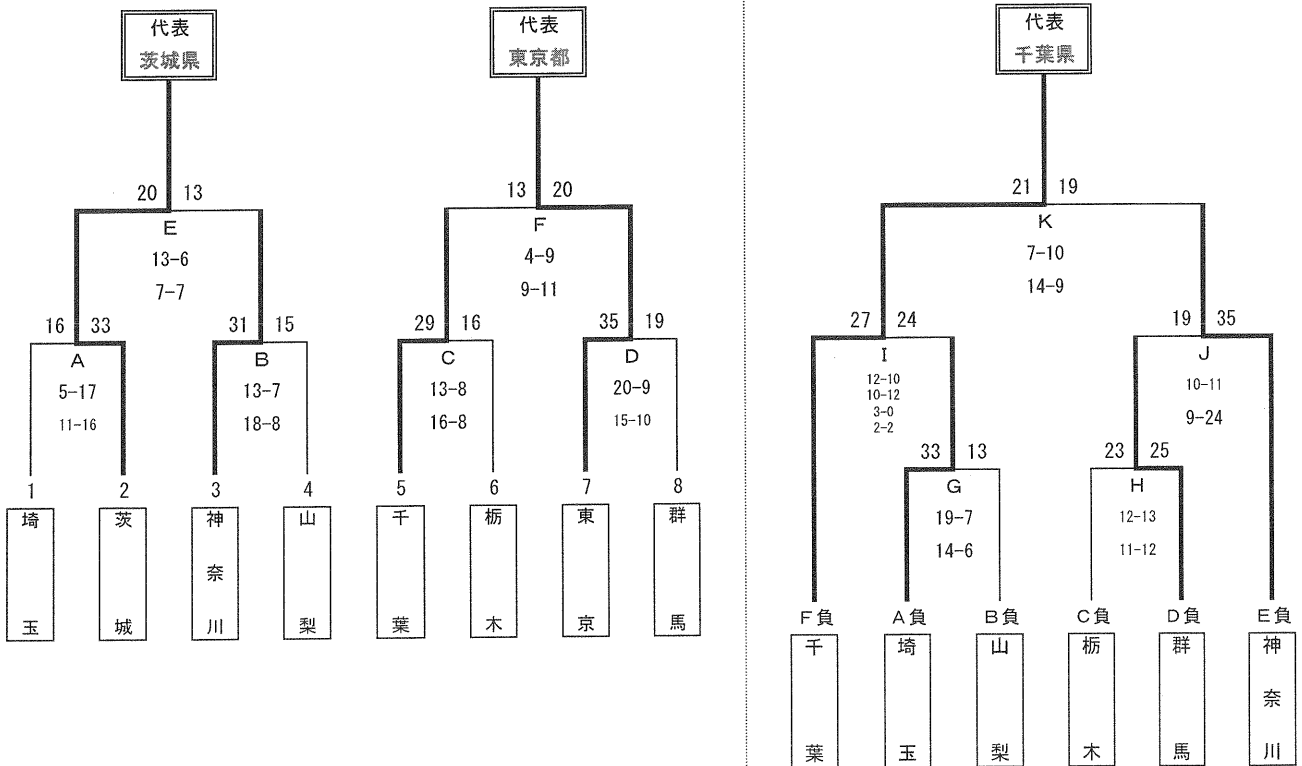 代表
茨城県
代表
東京都
代表
千葉県
20 13
E
13-6
7-7
13 20
F
4-9
9-11
21 19
K
7-10
14-9
16 33
A
5-17
11-16
31 15
B
13-7
18-8
29 16
C
13-8
16-8
35 19
D
20-9
15-10
27 24
I
12-10
10-12
3-0
2-2
19 35
J
10-11
9-24
33 13
G
19-7
14-6
23 25
H
12-13
11-12
1 2 3 4 5 6 7 8
埼玉
茨城
神奈川
山梨
千葉
栃木
東京
群馬
F負 A負 B負 C負 D負 E負
千葉
埼玉
山梨
栃木
群馬
神奈川